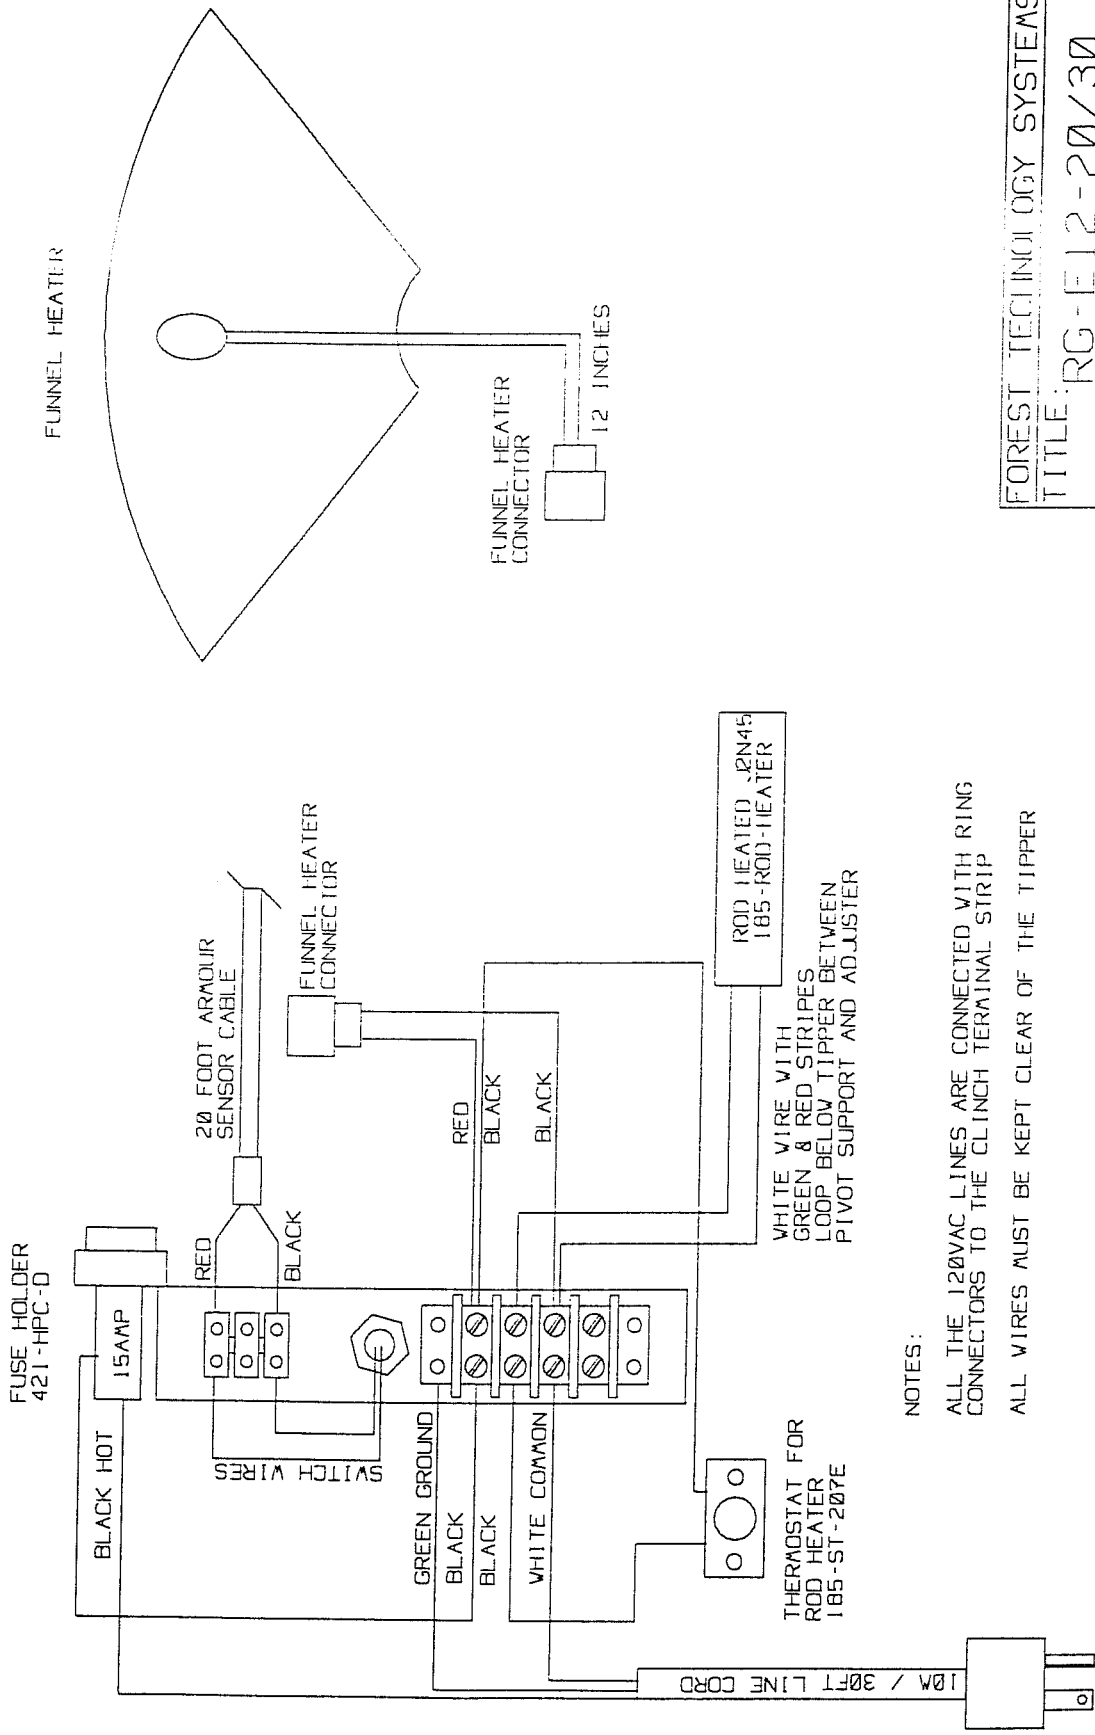 FUSE HOLDER
421-HPC-D
15AMP
BLACK HOT
RED
BLACK
20 FOOT ARMOUR
SENSOR CABLE
SWITCH WIRES
FUNNEL HEATER
CONNECTOR
GREEN GROUND
BLACK
BLACK
WHITE COMMON
RED
BLACK
BLACK
THERMOSTAT FOR
ROD HEATER
185-ST-207E
WHITE WIRE WITH
GREEN & RED STRIPES
LOOP BELOW TIPPER BETWEEN
PIVOT SUPPORT AND ADJUSTER
ROD HEATED J2N45
185-ROD-HEATER
10M / 30FT LINE CORD
NOTES:
ALL THE 120VAC LINES ARE CONNECTED WITH RING
CONNECTORS TO THE CLINCH TERMINAL STRIP
ALL WIRES MUST BE KEPT CLEAR OF THE TIPPER
FUNNEL HEATER
FUNNEL HEATER
CONNECTOR
12 INCHES
FOREST TECHNOLOGY SYSTEMS
TITLE:
RG-E12-20/30